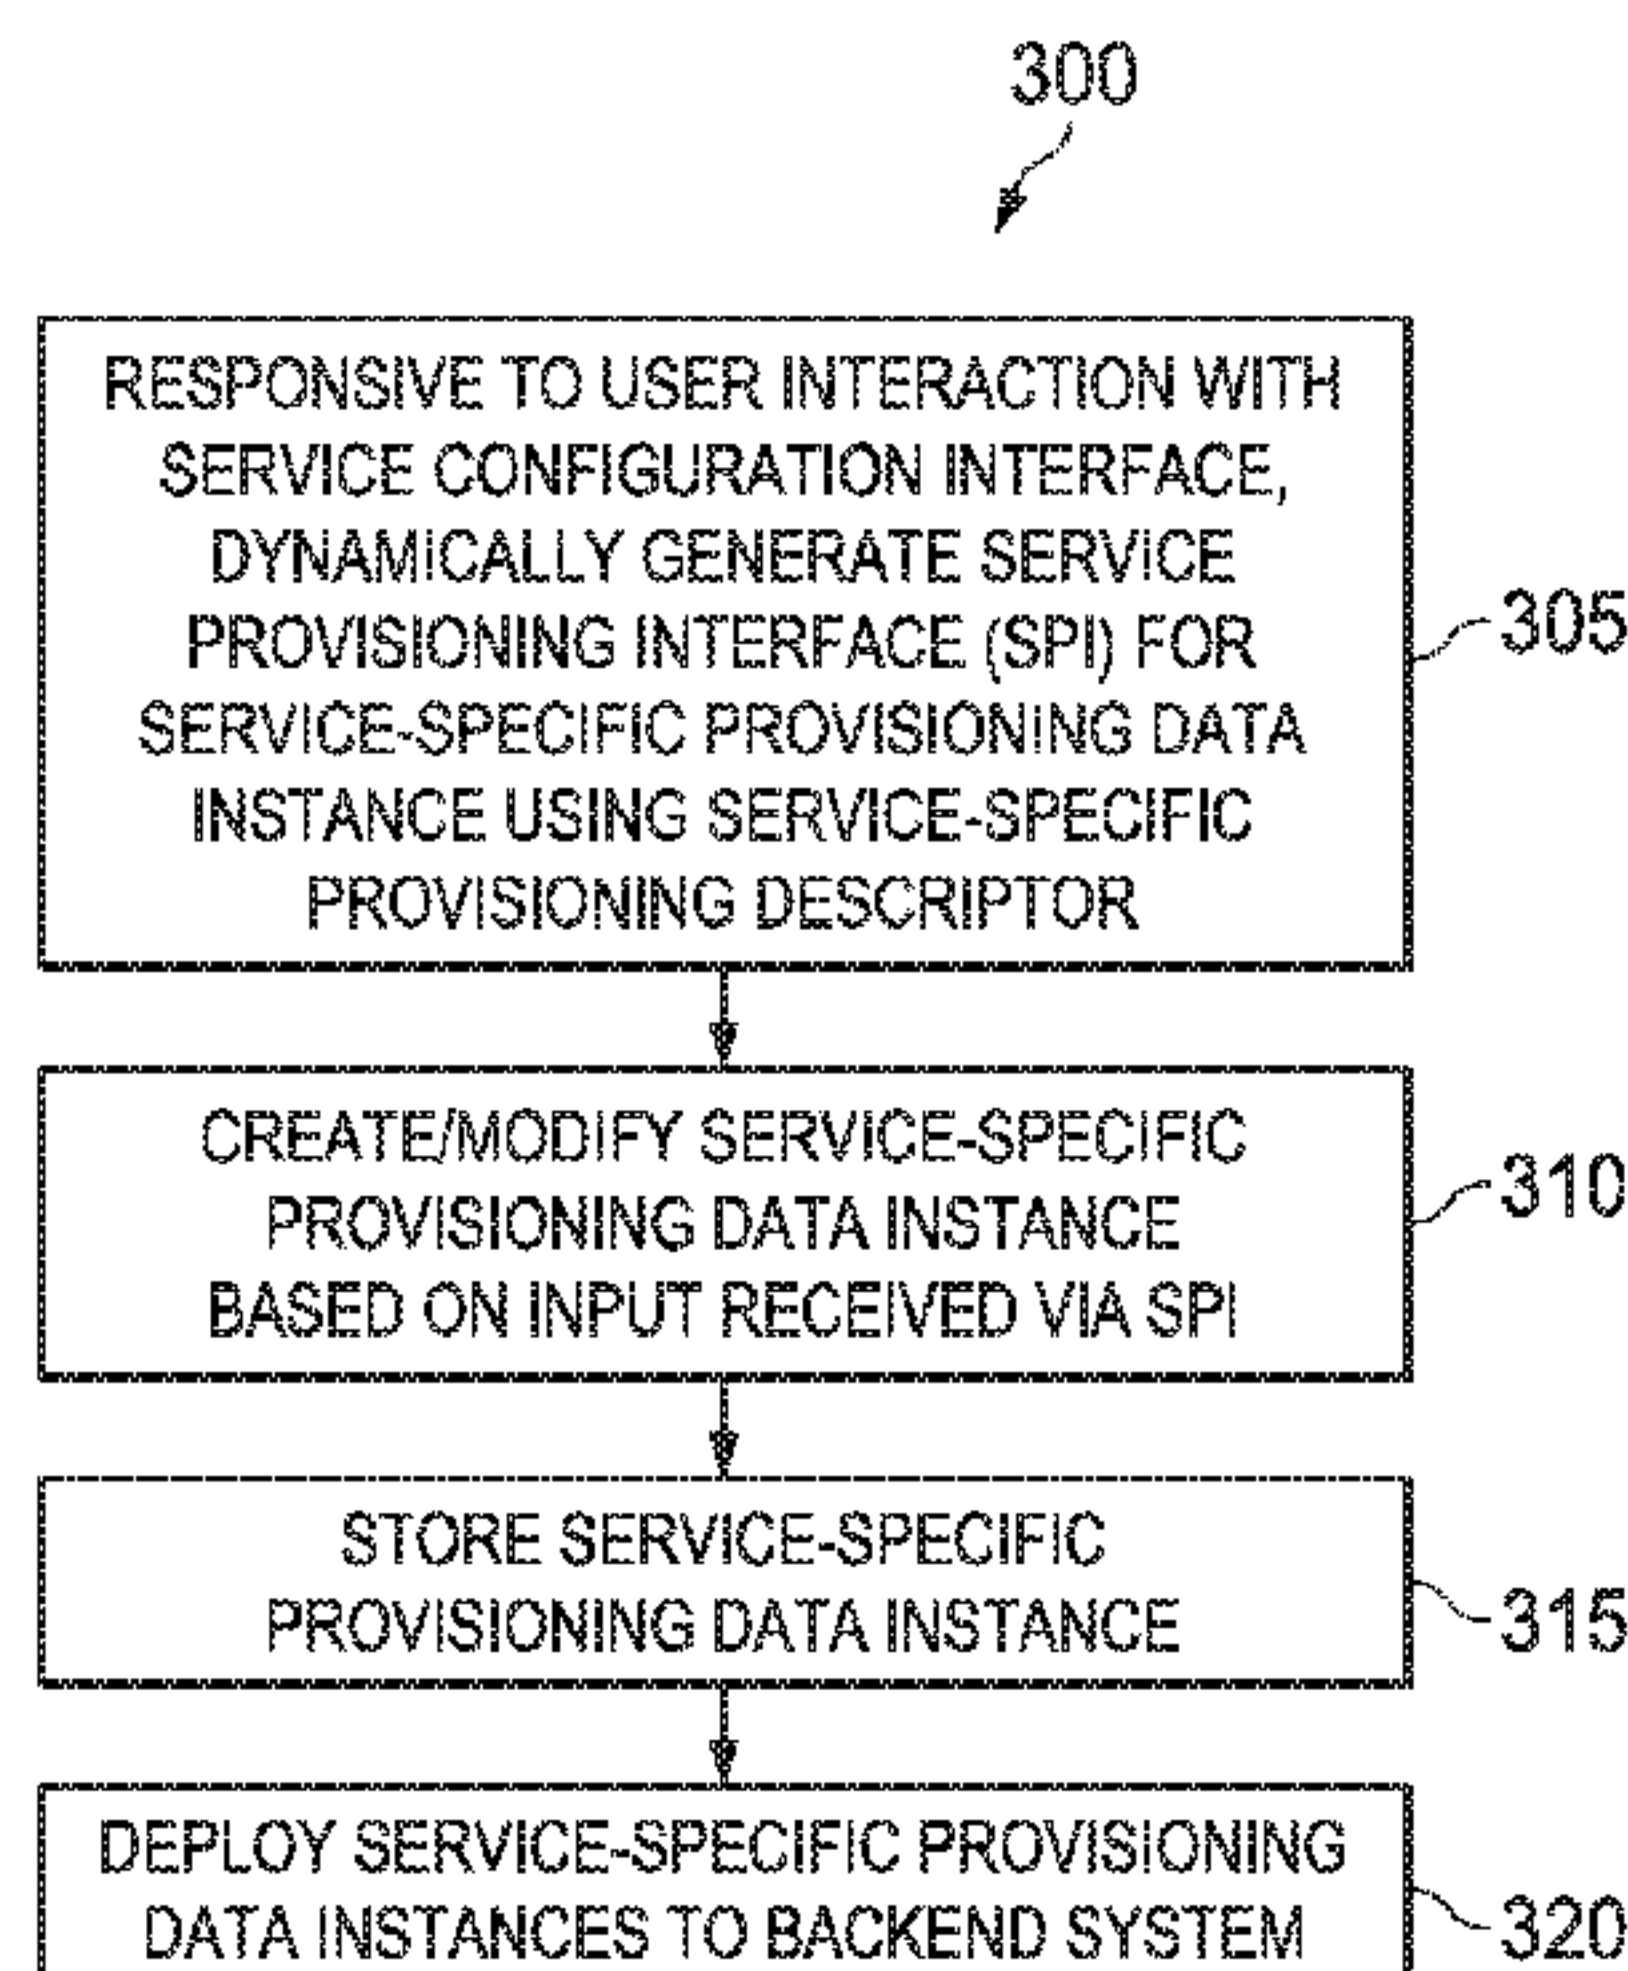 300
RESPONSIVE TO USER INTERACTION WITH
SERVICE CONFIGURATION INTERFACE,
DYNAMICALLY GENERATE SERVICE
PROVISIONING INTERFACE (SPI) FOR
SERVICE-SPECIFIC PROVISIONING DATA
INSTANCE USING SERVICE-SPECIFIC
PROVISIONING DESCRIPTOR
305
CREATE/MODIFY SERVICE-SPECIFIC
PROVISIONING DATA INSTANCE
BASED ON INPUT RECEIVED VIA SPI
310
STORE SERVICE-SPECIFIC
PROVISIONING DATA INSTANCE
315
DEPLOY SERVICE-SPECIFIC PROVISIONING
DATA INSTANCES TO BACKEND SYSTEM
320